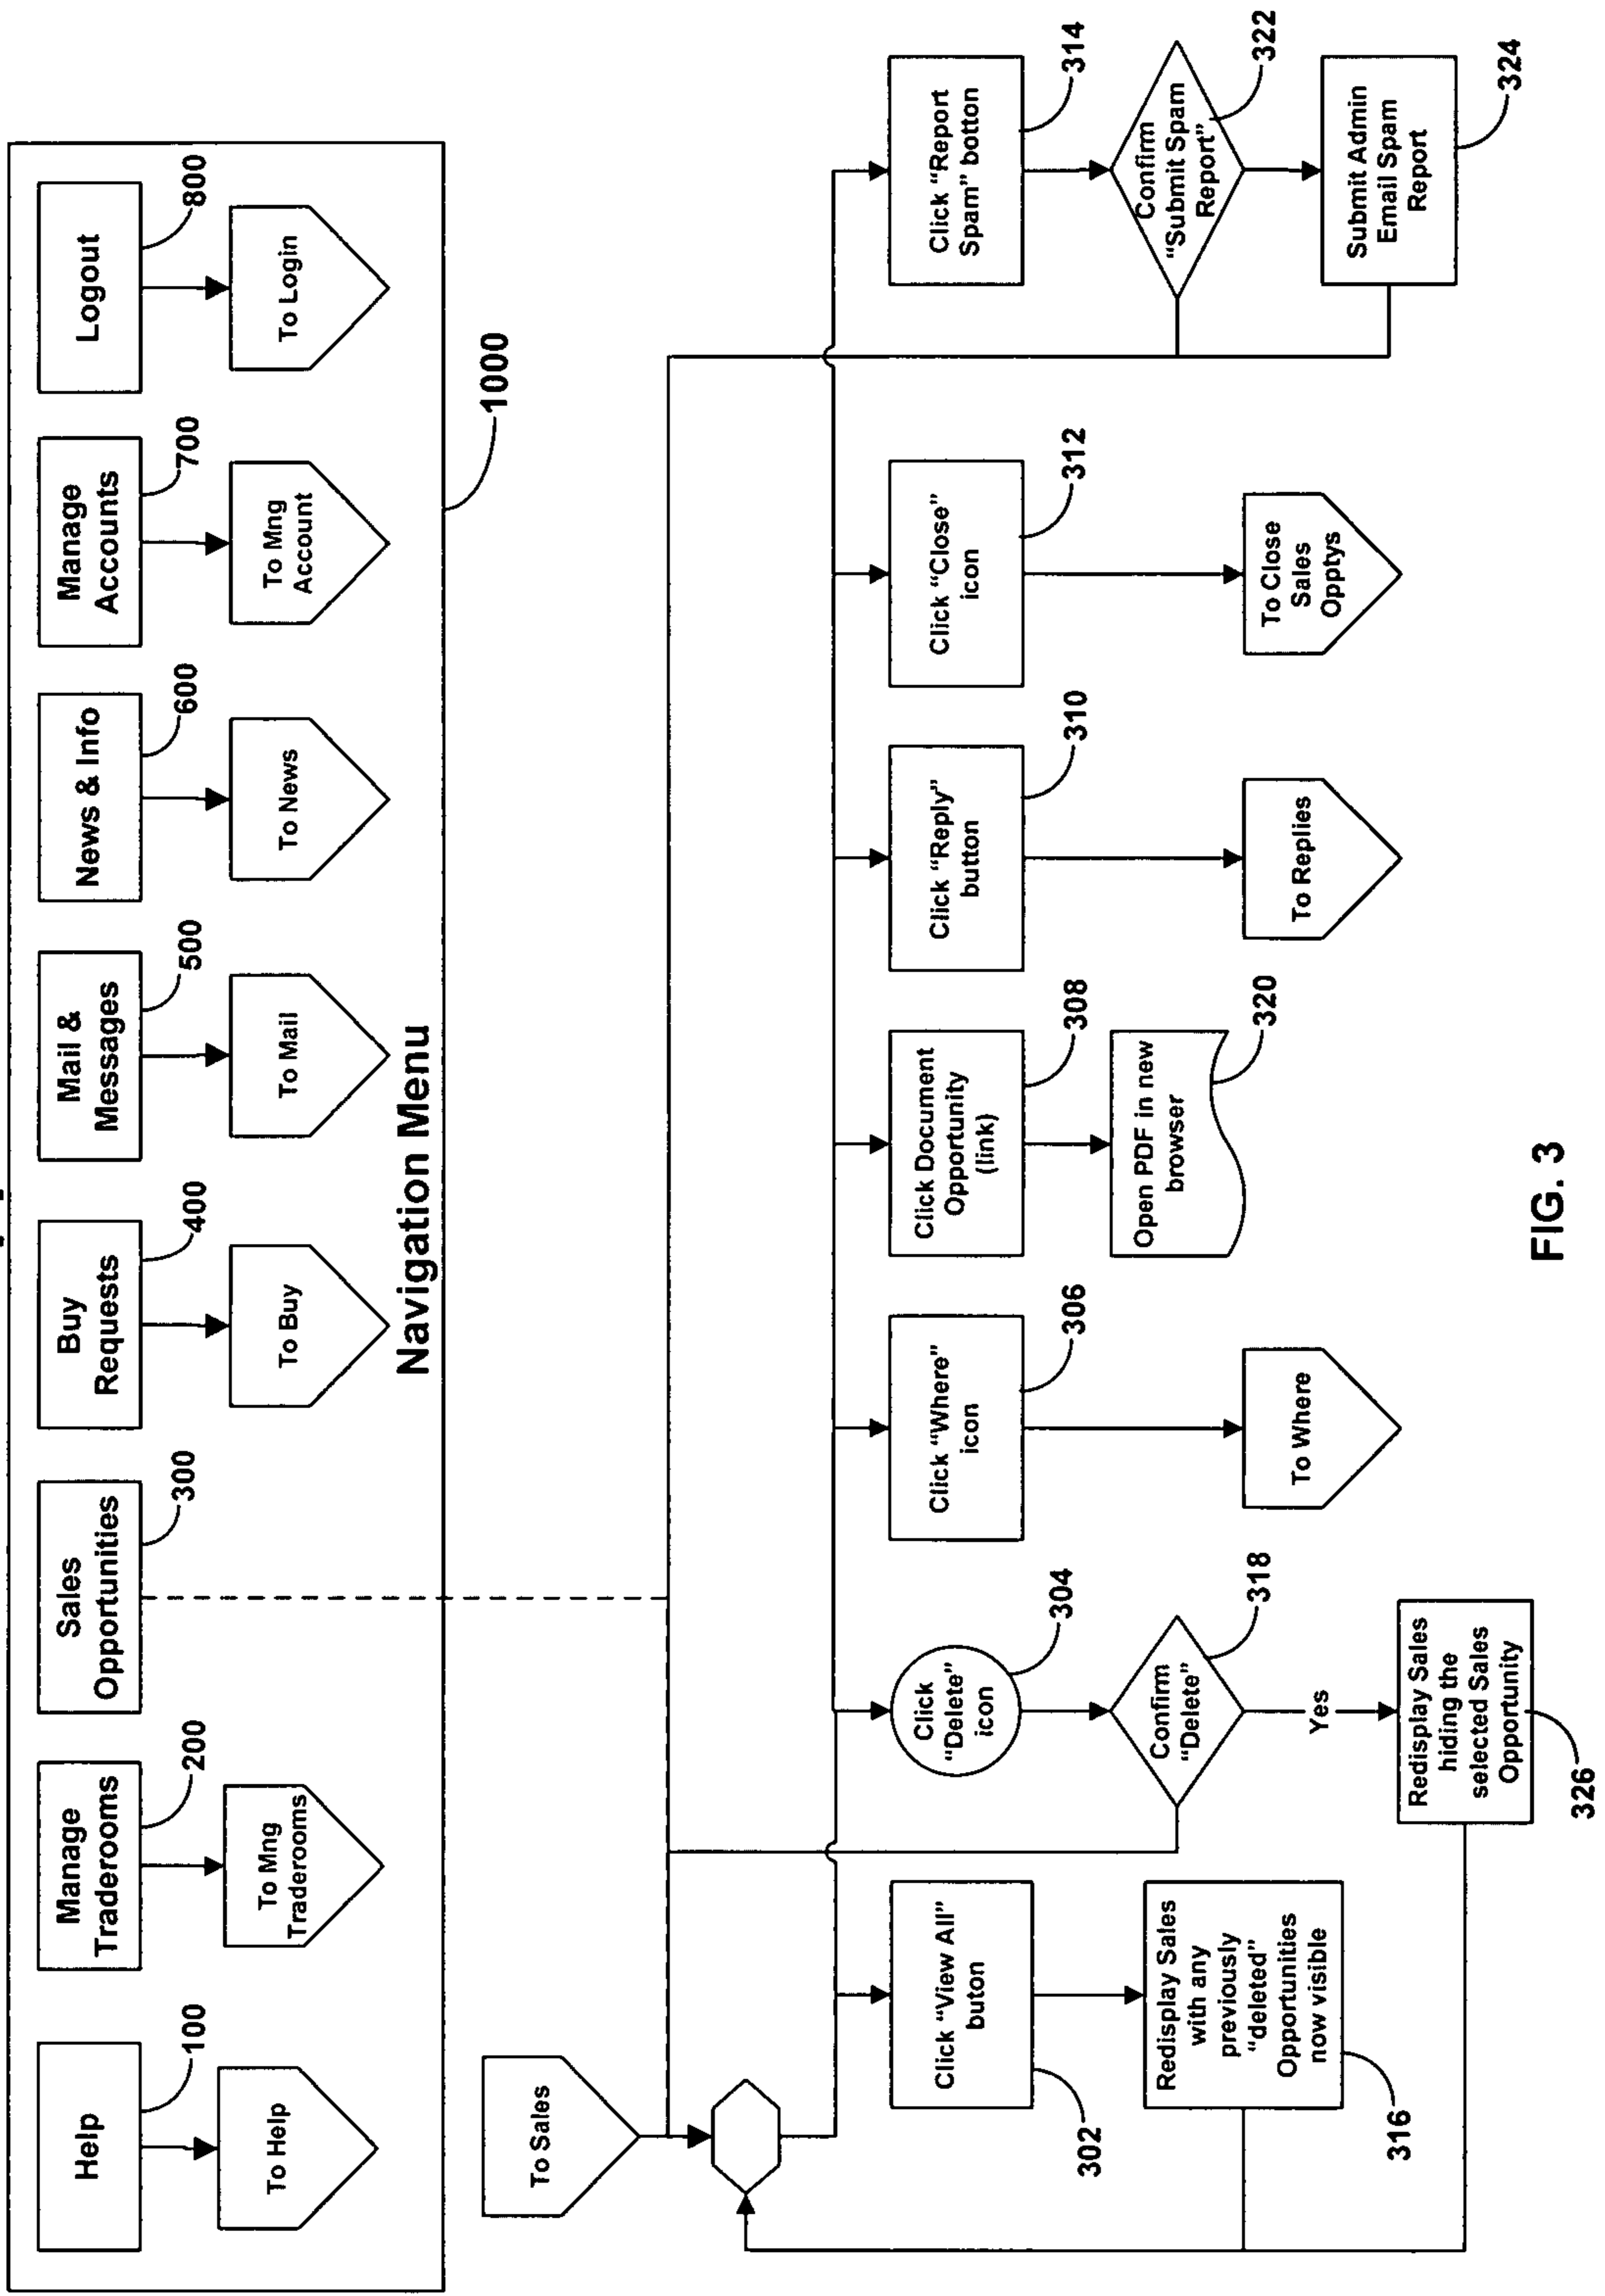 Help
100
To Help
Manage
Traderooms
200
To Mng
Traderooms
Sales
Opportunities
300
Buy
Requests
400
To Buy
Mail &
Messages
500
To Mail
News & Info
600
To News
Manage
Accounts
700
To Mng
Account
Logout
800
To Login
Navigation Menu
1000
To Sales
Click “View All”
buton
302
Redisplay Sales
with any
previously
“deleted”
Opportunities
now visible
316
Click
“Delete”
icon
304
Confirm
“Delete”
318
Yes
Redisplay Sales
hiding the
selected Sales
Opportunity
326
Click “Where”
icon
306
To Where
Click Document
Opportunity
(link)
308
Open PDF in new
browser
320
Click “Reply”
button
310
To Replies
Click “Close”
icon
312
To Close
Sales
Opptys
Click “Report
Spam” botton
314
Confirm
“Submit Spam
Report”
322
Submit Admin
Email Spam
Report
324
FIG. 3